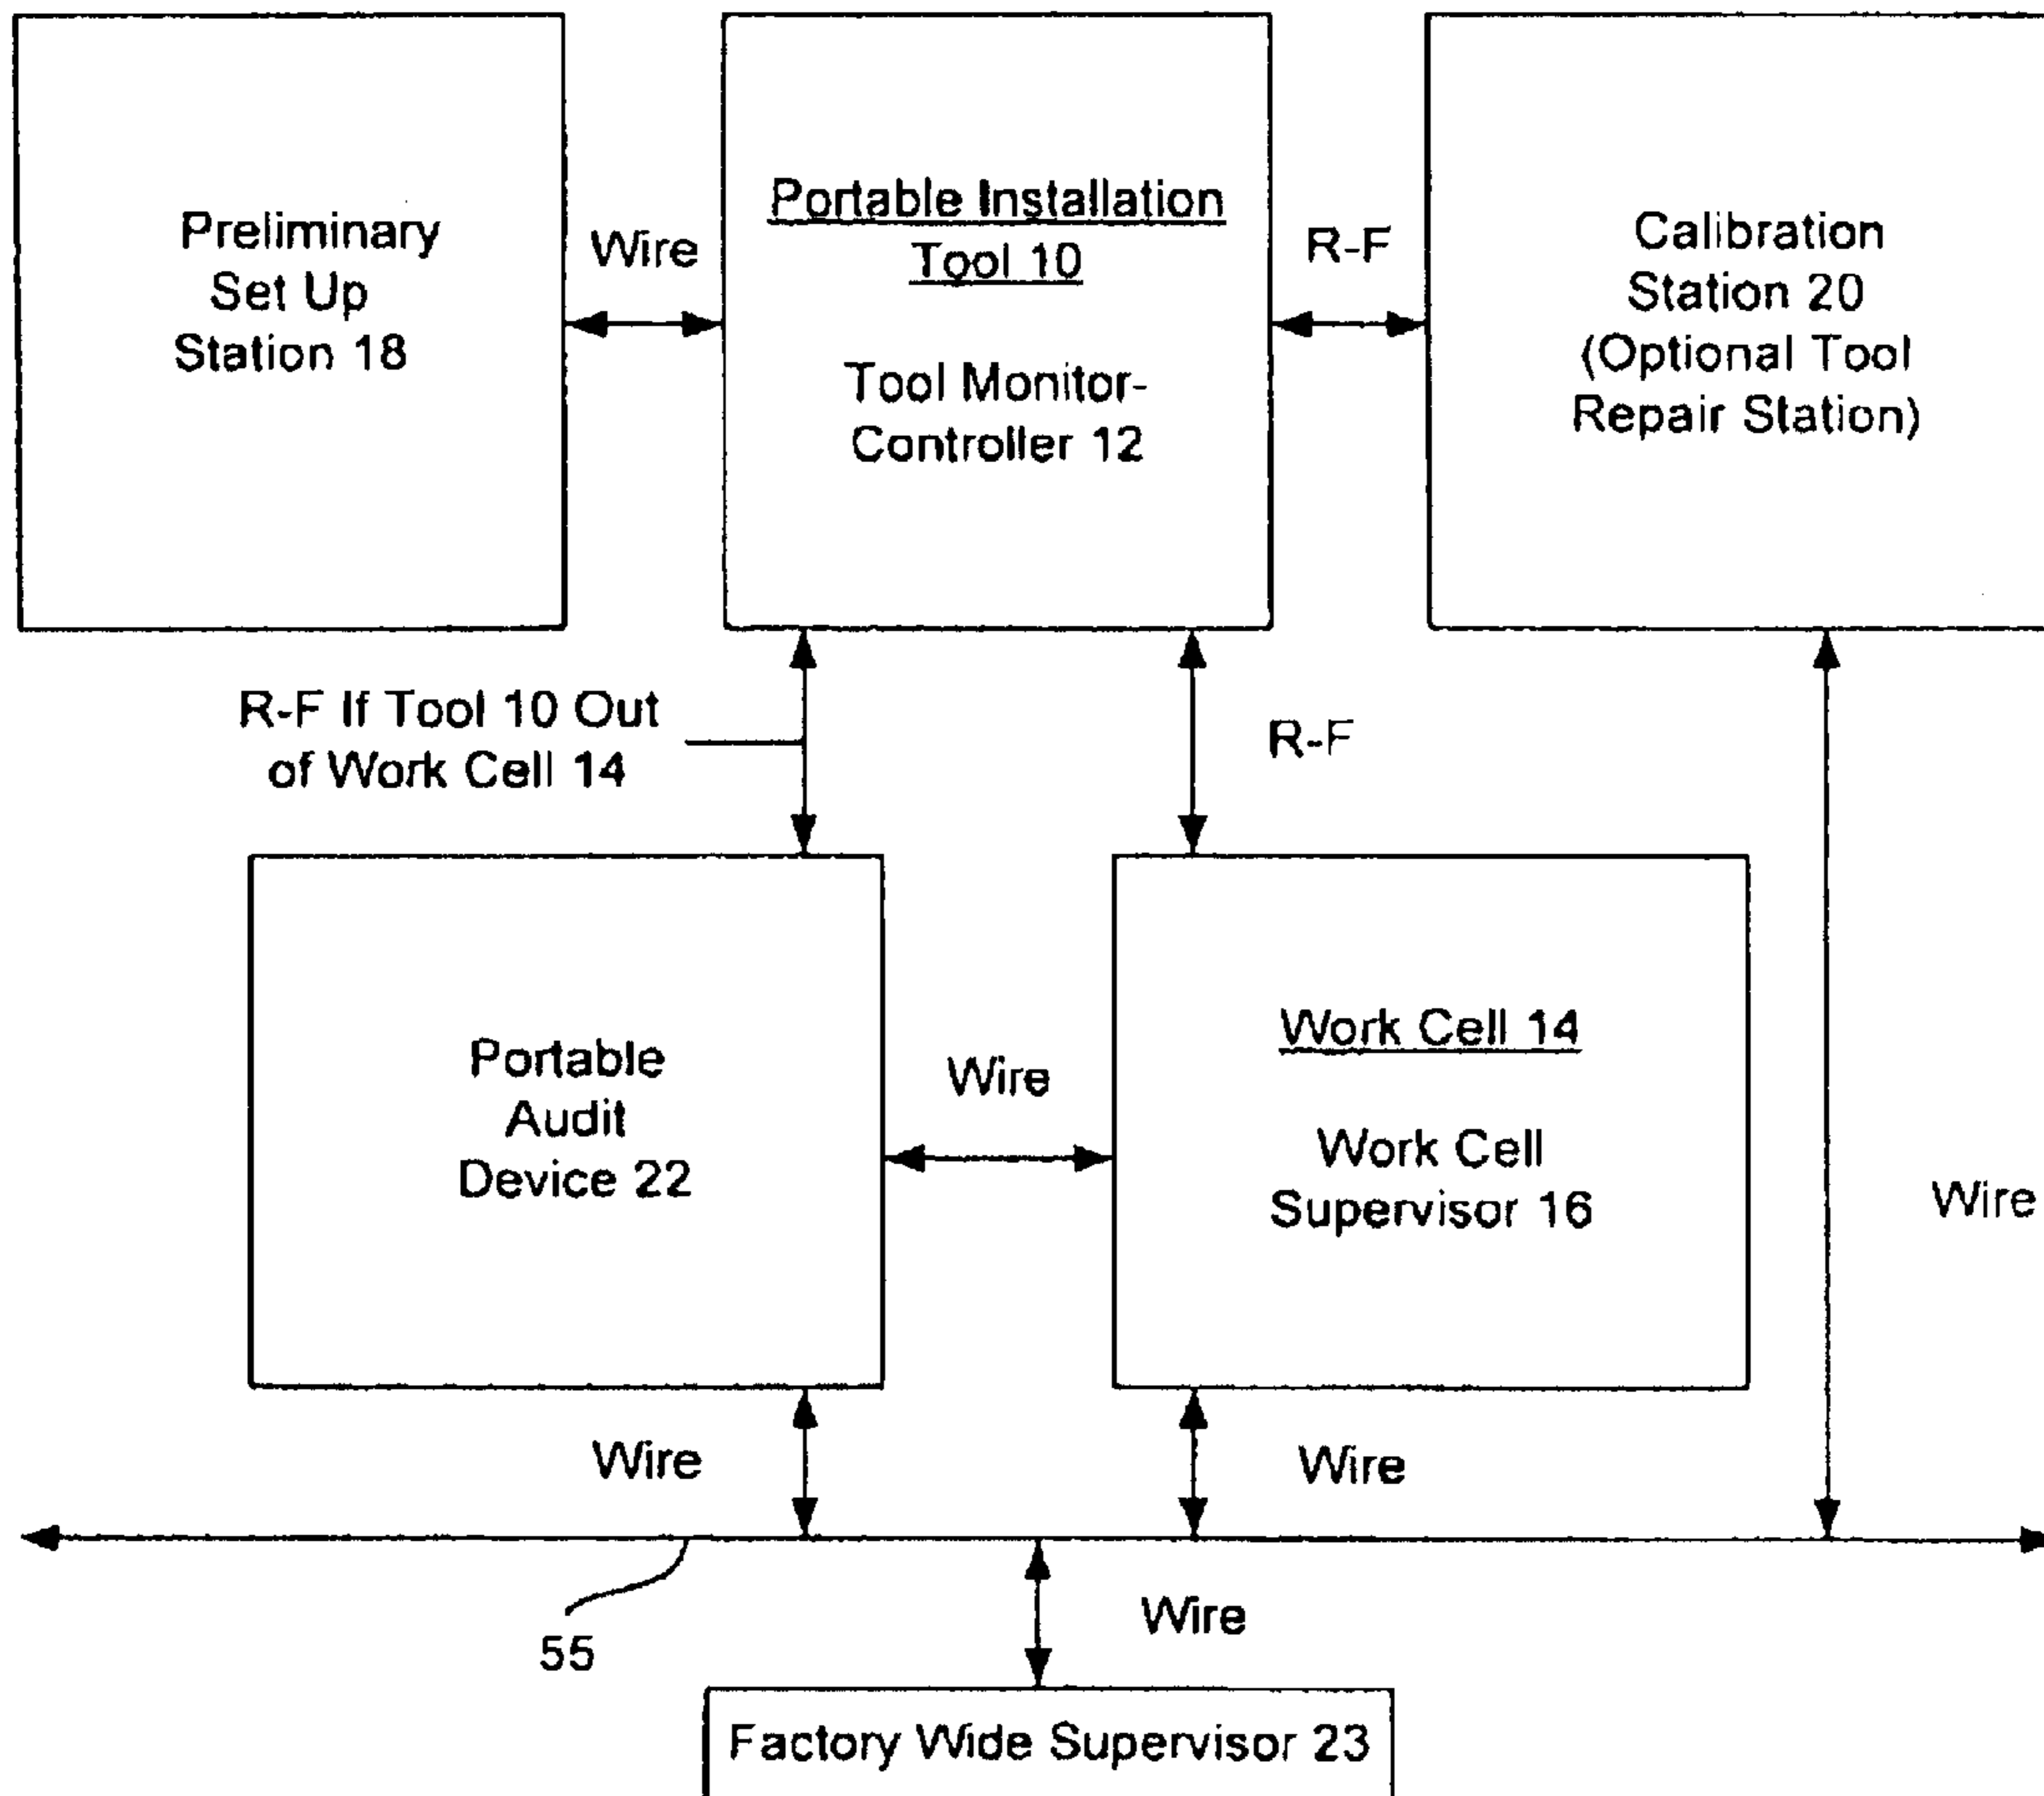 Preliminary
Set Up
Station 18
Wire
Portable Installation
Tool 10
Tool Monitor-
Controller 12
R-F
Calibration
Station 20
(Optional Tool
Repair Station)
R-F If Tool 10 Out
of Work Cell 14
R-F
Portable
Audit
Device 22
Wire
Work Cell 14
Work Cell
Supervisor 16
Wire
Wire
Wire
55
Wire
Factory Wide Supervisor 23